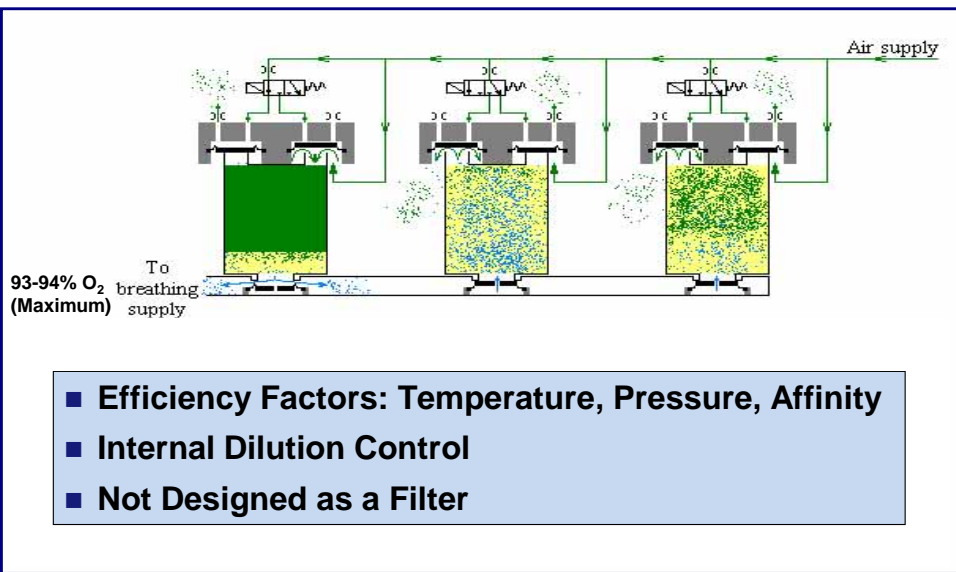 Air supply
93-94% O₂
(Maximum)
To
breathing
supply
Efficiency Factors: Temperature, Pressure, Affinity
Internal Dilution Control
Not Designed as a Filter